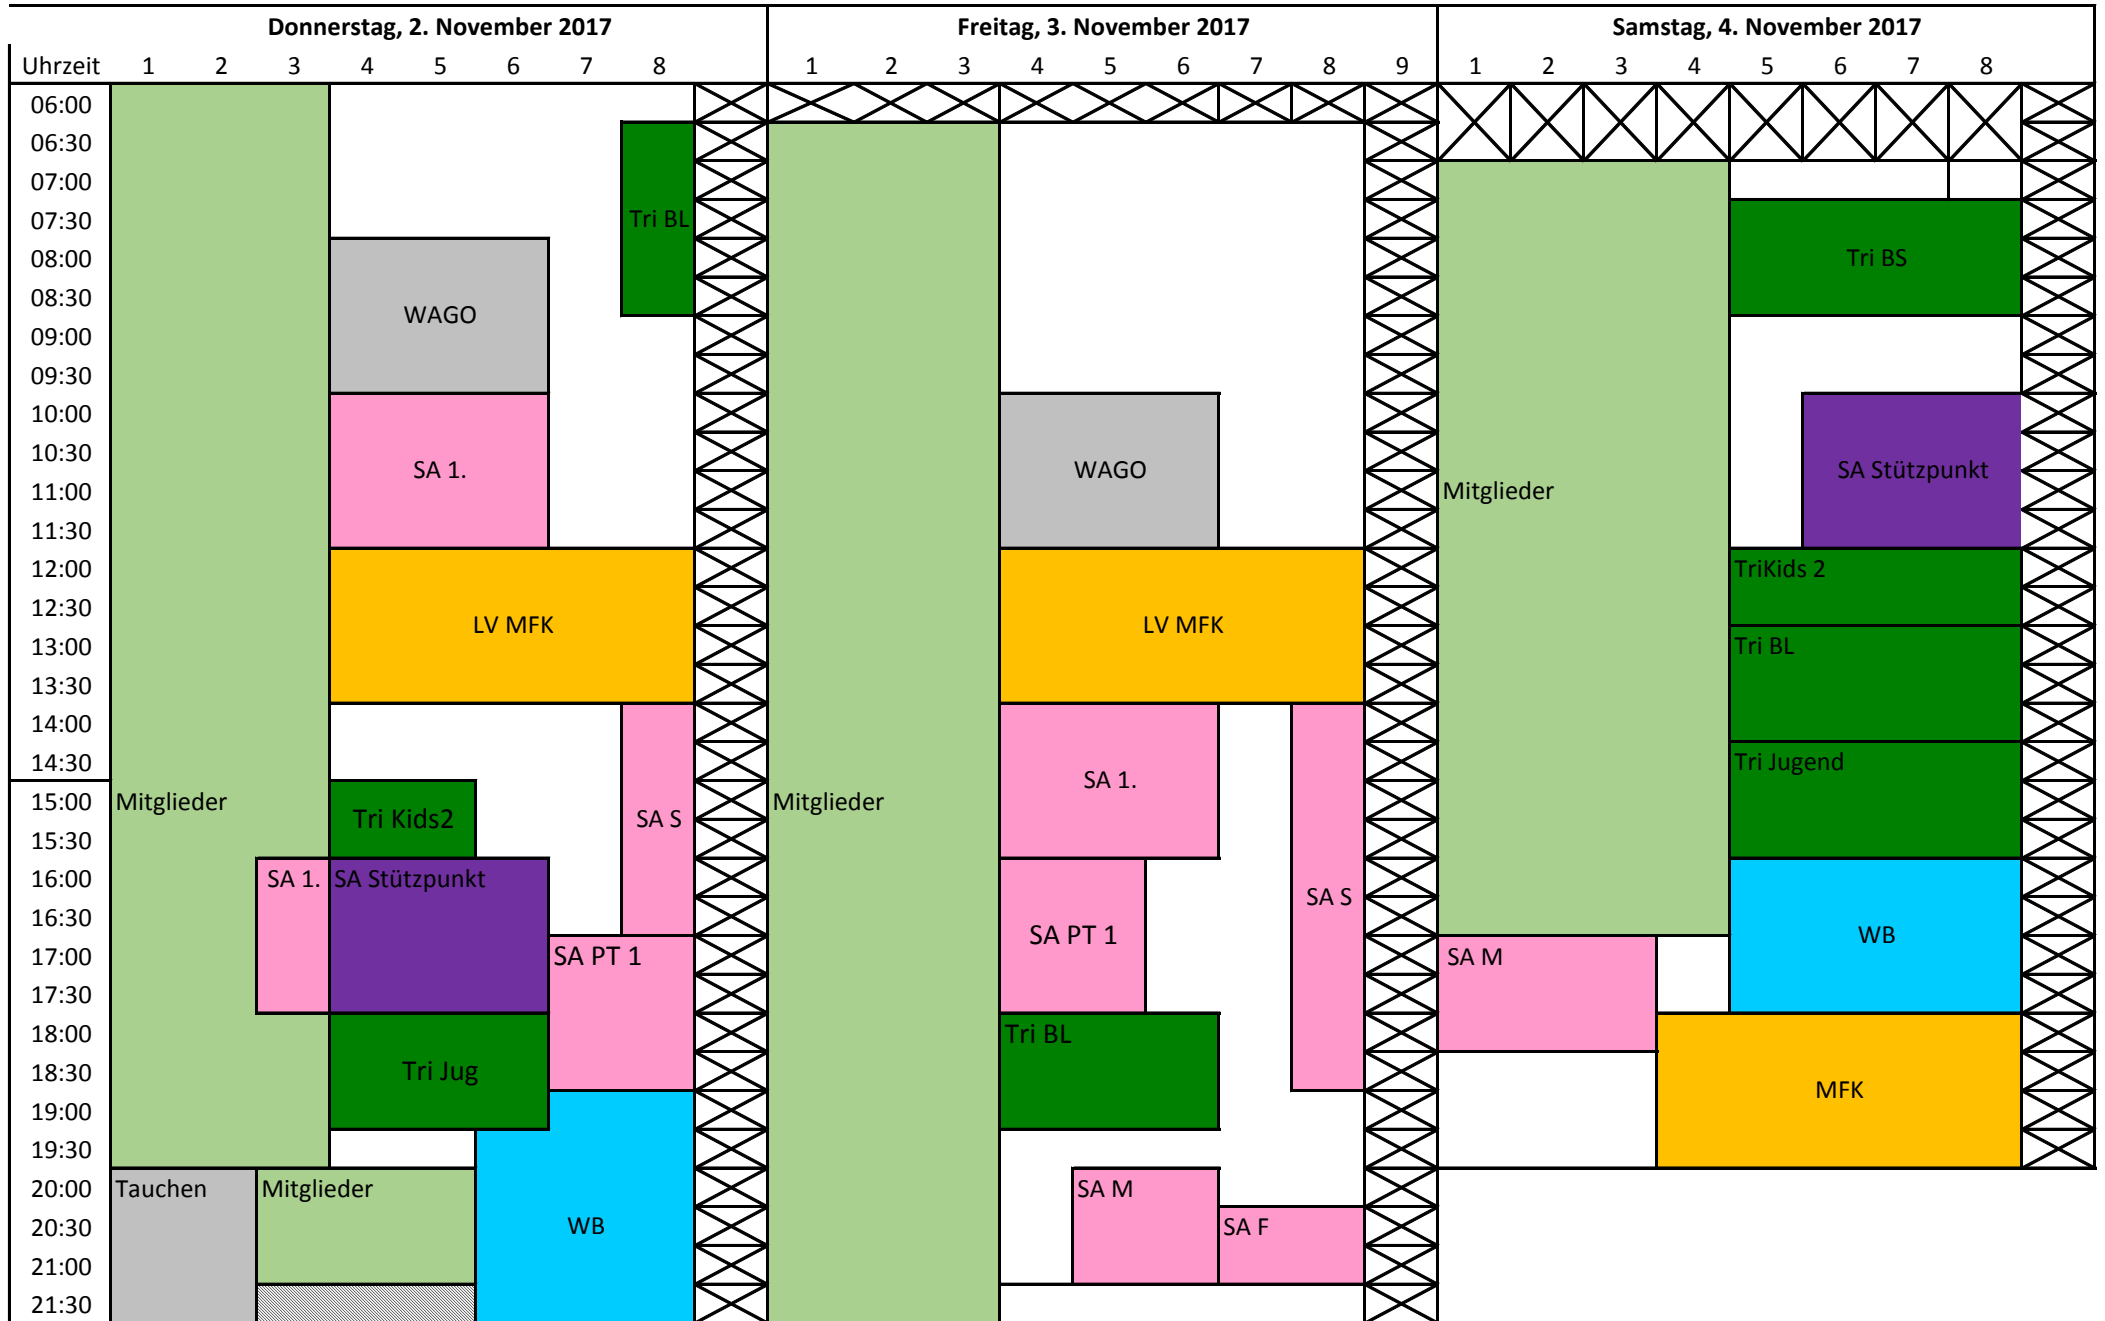 Donnerstag, 2. November 2017 Freitag, 3. November 2017 Samstag, 4. November 2017
Uhrzeit 1 2 3 4 5 6 7 8 1 2 3 4 5 6 7 8 9 1 2 3 4 5 6 7 8
06:00
06:30
07:00
07:30 Tri BL
08:00 Tri BS
08:30
WAGO
09:00
09:30
10:00
10:30
SA 1. WAGO SA Stützpunkt
11:00 Mitglieder
11:30
12:00 TriKids 2
12:30
LV MFK LV MFK
13:00 Tri BL
13:30
14:00
14:30 Tri Jugend
SA 1.
15:00 Mitglieder Mitglieder
Tri Kids2 SA S
15:30
16:00 SA 1. SA Stützpunkt
SA S
16:30
SA PT 1 WB
17:00 SA PT 1 SA M
17:30
18:00 Tri BL
18:30 Tri Jug
MFK
19:00
19:30
20:00 Tauchen Mitglieder SA M
20:30 WB SA F
21:00
21:30